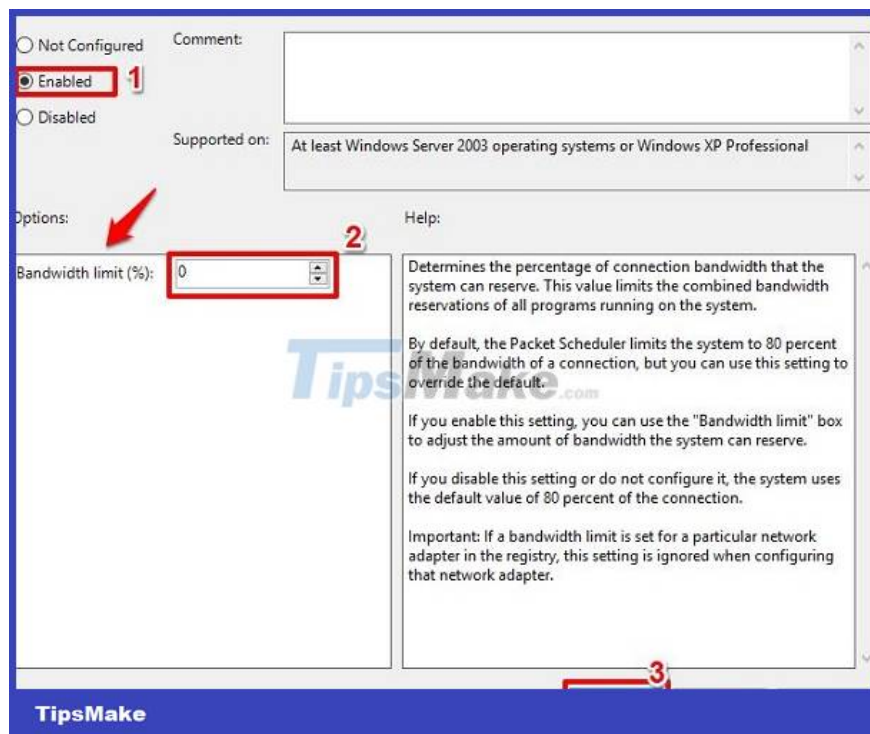 Not Configured
Comment:
Enabled
1
Disabled
Supported on:
At least Windows Server 2003 operating systems or Windows XP Professional
Options:
Help:
2
Bandwidth limit (%):
0
Determines the percentage of connection bandwidth that the
system can reserve. This value limits the combined bandwidth
reservations of all programs running on the system.
By default, the Packet Scheduler limits the system to 80 percent
of the bandwidth of a connection, but you can use this setting to
override the default.
If you enable this setting, you can use the "Bandwidth limit" box
to adjust the amount of bandwidth the system can reserve.
If you disable this setting or do not configure it, the system uses
the default value of 80 percent of the connection.
Important: If a bandwidth limit is set for a particular network
adapter in the registry, this setting is ignored when configuring
that network adapter.
TipsMake.com
3
TipsMake